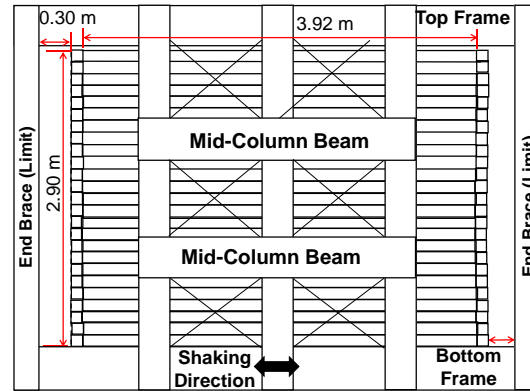 0.30 m
3.92 m
Top Frame
End Brace (Limit)
2.90 m
Mid-Column Beam
Mid-Column Beam
End Brace (Limit)
Shaking
Direction
Bottom
Frame